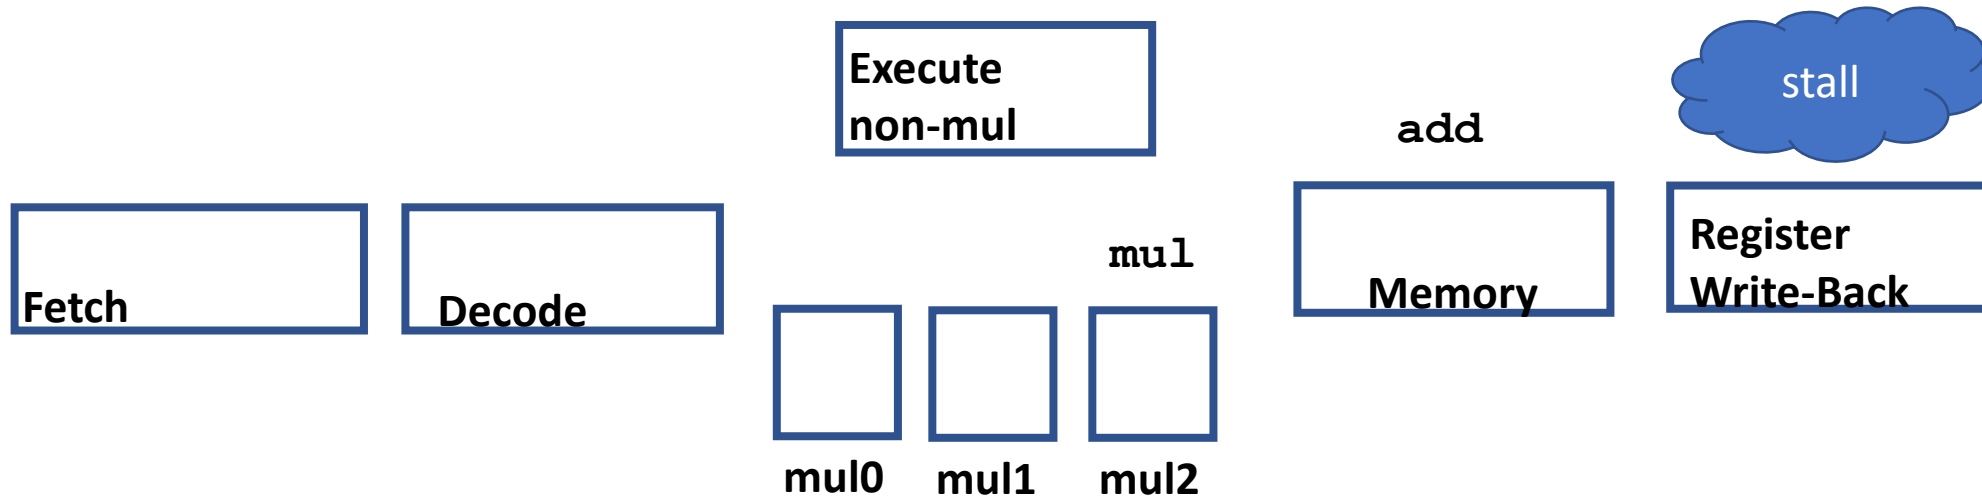 Execute
non-mul
add
stall
Fetch
Decode
mul
Memory
Register
Write-Back
mul0
mul1
mul2